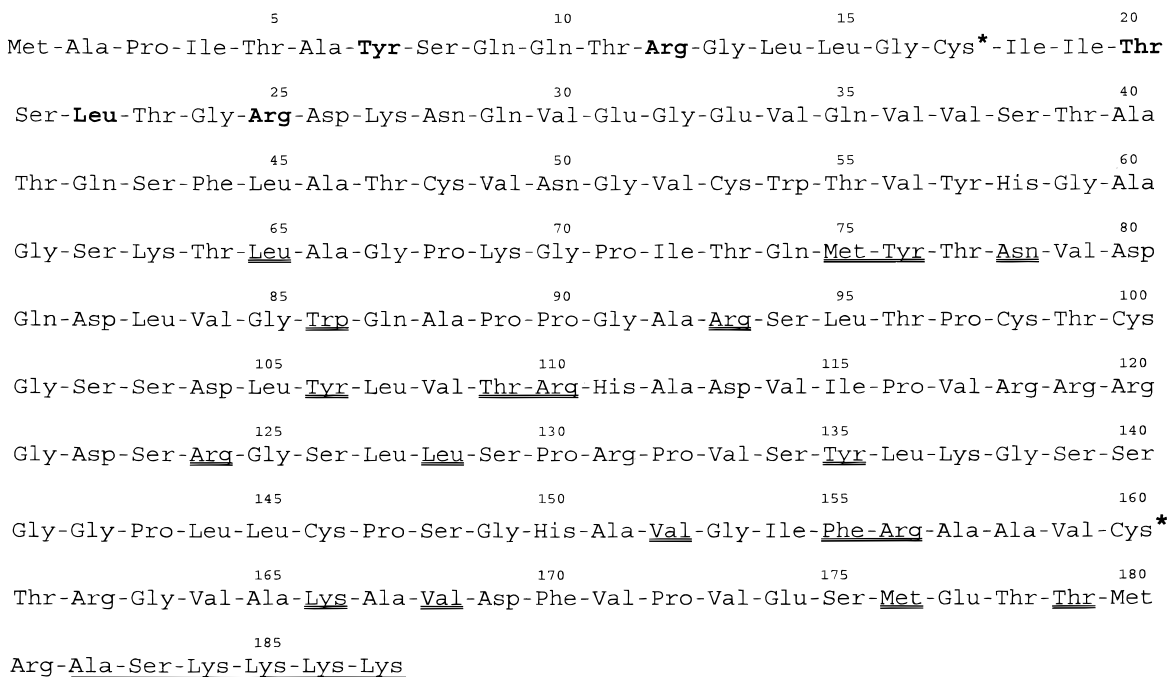 5 10 15 20
Met-Ala-Pro-Ile-Thr-Ala-Tyr-Ser-Gln-Gln-Thr-Arg-Gly-Leu-Leu-Gly-Cys*-Ile-Ile-Thr
25 30 35 40
Ser-Leu-Thr-Gly-Arg-Asp-Lys-Asn-Gln-Val-Glu-Gly-Glu-Val-Gln-Val-Val-Ser-Thr-Ala
45 50 55 60
Thr-Gln-Ser-Phe-Leu-Ala-Thr-Cys-Val-Asn-Gly-Val-Cys-Trp-Thr-Val-Tyr-His-Gly-Ala
65 70 75 80
Gly-Ser-Lys-Thr-Leu-Ala-Gly-Pro-Lys-Gly-Pro-Ile-Thr-Gln-Met-Tyr-Thr-Asn-Val-Asp
85 90 95 100
Gln-Asp-Leu-Val-Gly-Trp-Gln-Ala-Pro-Pro-Gly-Ala-Arg-Ser-Leu-Thr-Pro-Cys-Thr-Cys
105 110 115 120
Gly-Ser-Ser-Asp-Leu-Tyr-Leu-Val-Thr-Arg-His-Ala-Asp-Val-Ile-Pro-Val-Arg-Arg-Arg
125 130 135 140
Gly-Asp-Ser-Arg-Gly-Ser-Leu-Leu-Ser-Pro-Arg-Pro-Val-Ser-Tyr-Leu-Lys-Gly-Ser-Ser
145 150 155 160
Gly-Gly-Pro-Leu-Leu-Cys-Pro-Ser-Gly-His-Ala-Val-Gly-Ile-Phe-Arg-Ala-Ala-Val-Cys*
165 170 175 180
Thr-Arg-Gly-Val-Ala-Lys-Ala-Val-Asp-Phe-Val-Pro-Val-Glu-Ser-Met-Glu-Thr-Thr-Met
185
Arg-Ala-Ser-Lys-Lys-Lys-Lys